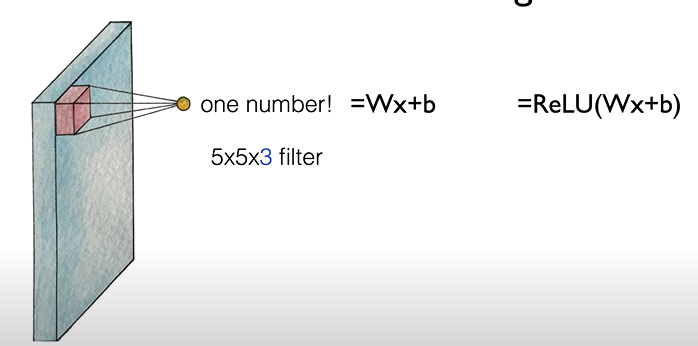 one number! =Wx+b =ReLU(Wx+b)
5x5x3 filter